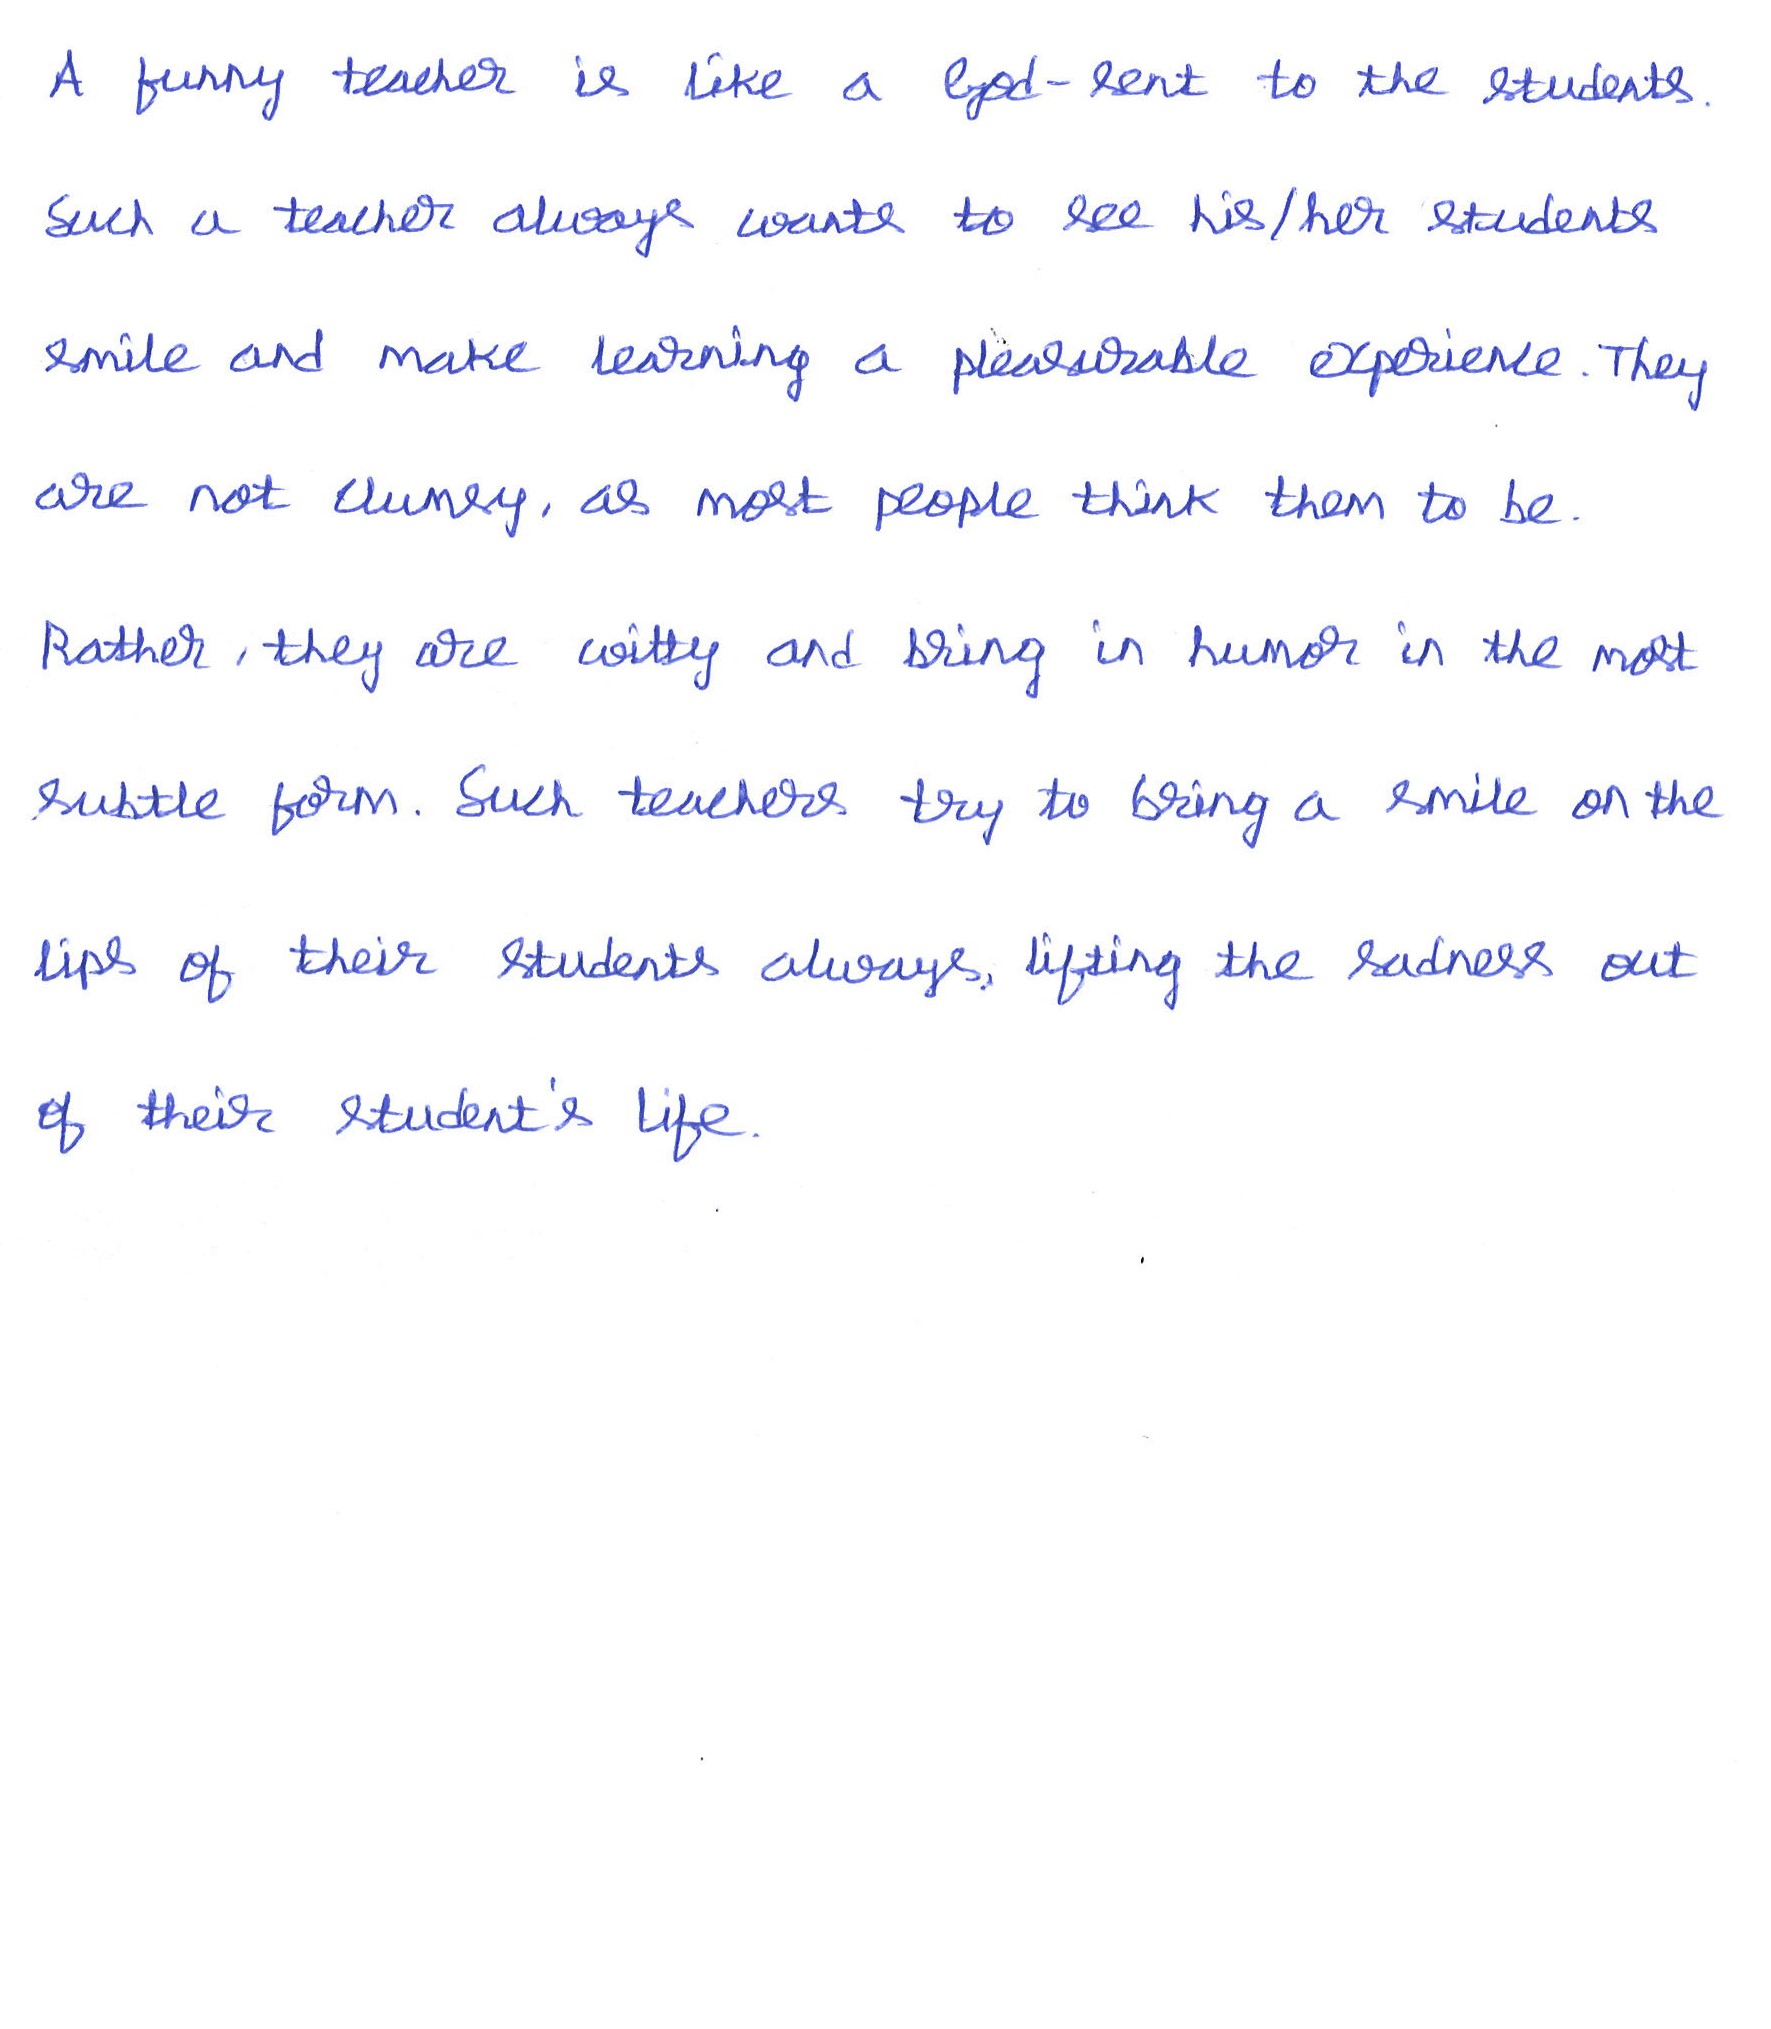 A funny teacher is like a God-sent to the students.
Such a teacher always wants to see his/her students
smile and make learning a pleasurable experience. They
are not clumsy, as most people think them to be.
Rather, they are witty and bring in humor in the most
subtle form. Such teachers try to bring a smile on the
lips of their students always, lifting the sadness out
of their student's life.